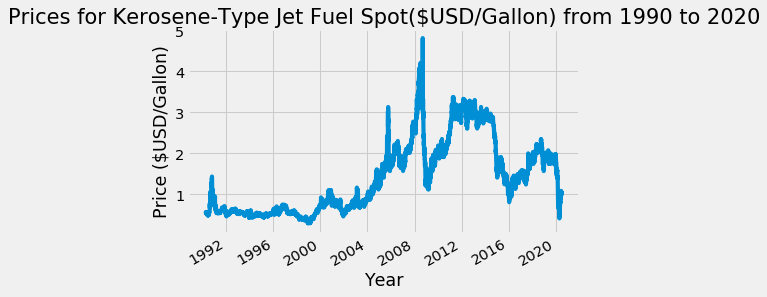 Prices for Kerosene-Type Jet Fuel Spot($USD/Gallon) from 1990 to 2020
5
4
3
2
1
Price ($USD/Gallon)
1992 1996 2000 2004 2008 2012 2016 2020
Year